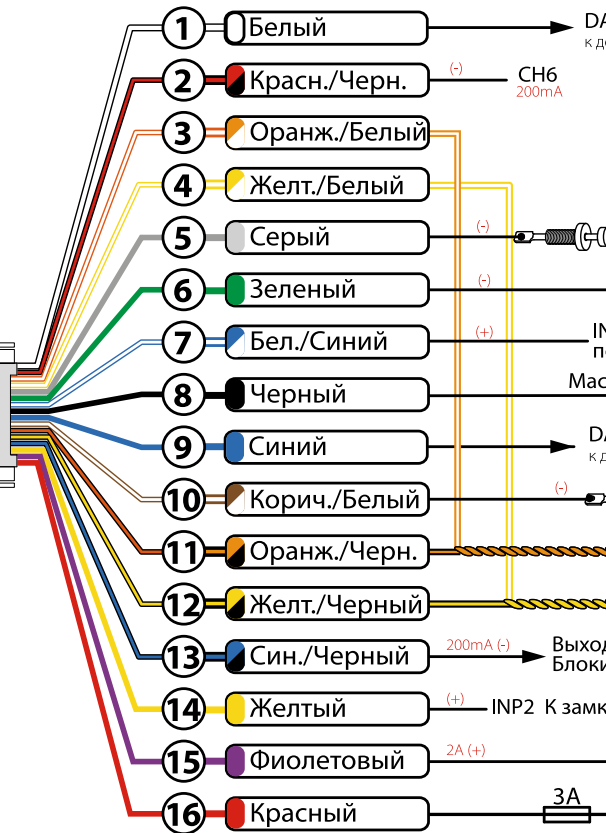 1 Белый DA
к д
2 Красн./Черн. (-) CH6
200mA
3 Оранж./Белый
4 Желт./Белый
5 Серый (-)
6 Зеленый (-)
7 Бел./Синий (+) IN
п
8 Черный Мас
9 Синий DA
к д
10 Корич./Белый (-)
11 Оранж./Черн.
12 Желт./Черный
13 Син./Черный 200mA (-) Выход
Блоки
14 Желтый (+) INP2 К замк
15 Фиолетовый 2A (+)
16 Красный 3A